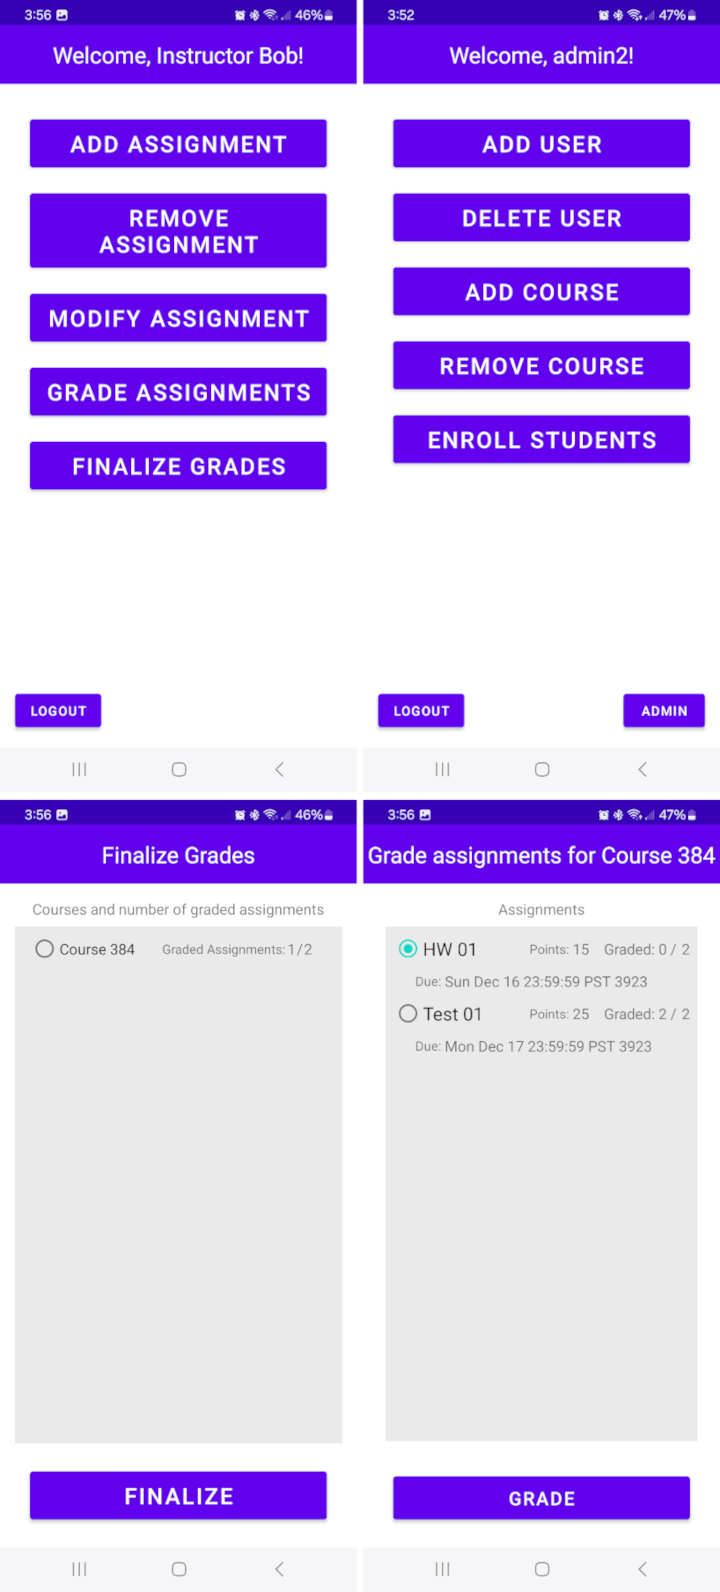 3:56
46%
Welcome, Instructor Bob!
ADD ASSIGNMENT
REMOVE
ASSIGNMENT
MODIFY ASSIGNMENT
GRADE ASSIGNMENTS
FINALIZE GRADES
LOGOUT
3:52
47%
Welcome, admin2!
ADD USER
DELETE USER
ADD COURSE
REMOVE COURSE
ENROLL STUDENTS
LOGOUT
ADMIN
3:56
46%
Finalize Grades
Courses and number of graded assignments
Course 384 Graded Assignments: 1 / 2
FINALIZE
3:56
47%
Grade assignments for Course 384
Assignments
HW 01 Points: 15 Graded: 0 / 2
Due: Sun Dec 16 23:59:59 PST 3923
Test 01 Points: 25 Graded: 2 / 2
Due: Mon Dec 17 23:59:59 PST 3923
GRADE